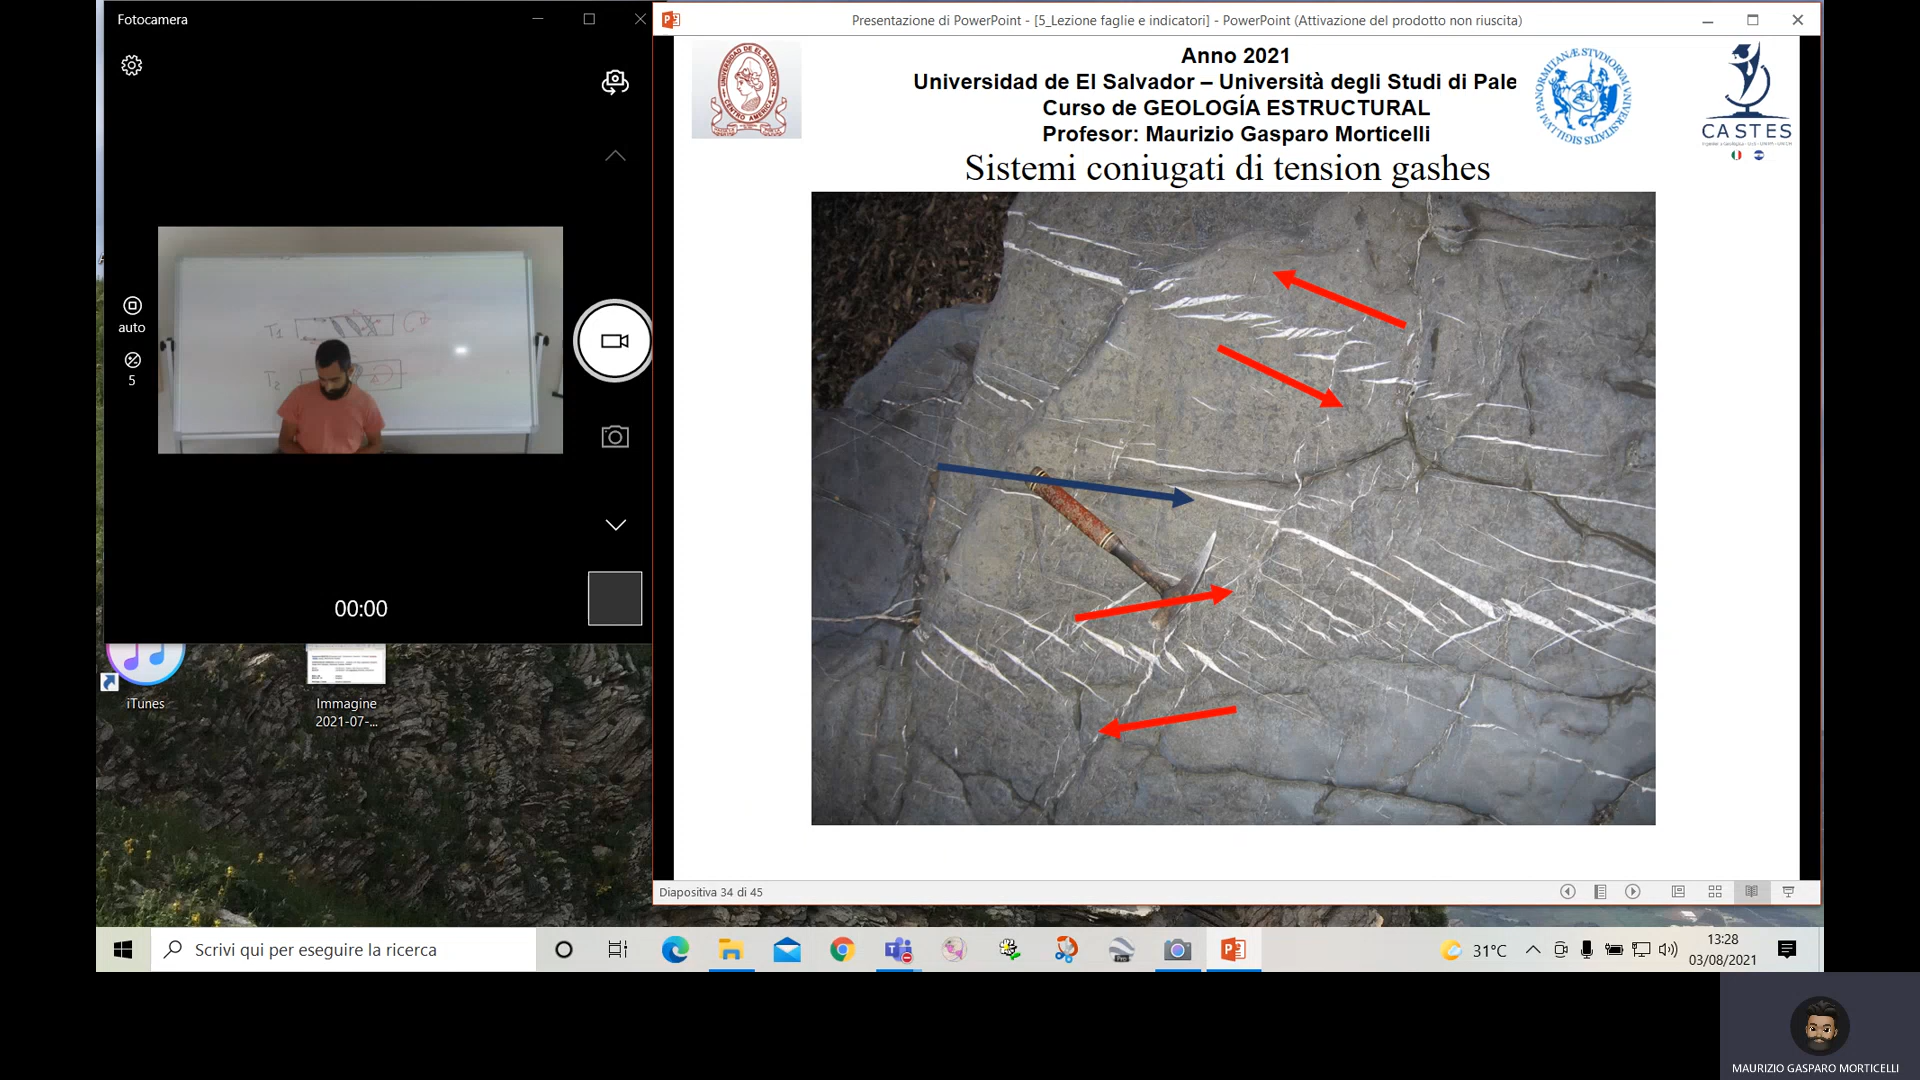 Fotocamera
auto
5
T1
T2
00:00
iTunes
Immagine
2021-07-...
Presentazione di PowerPoint - [5_Lezione faglie e indicatori] - PowerPoint (Attivazione del prodotto non riuscita)
Anno 2021
Universidad de El Salvador – Università degli Studi di Pale
Curso de GEOLOGÍA ESTRUCTURAL
Profesor: Maurizio Gasparo Morticelli
CASTES
Sistemi coniugati di tension gashes
Diapositiva 34 di 45
Scrivi qui per eseguire la ricerca
31°C
13:28
03/08/2021
MAURIZIO GASPARO MORTICELLI